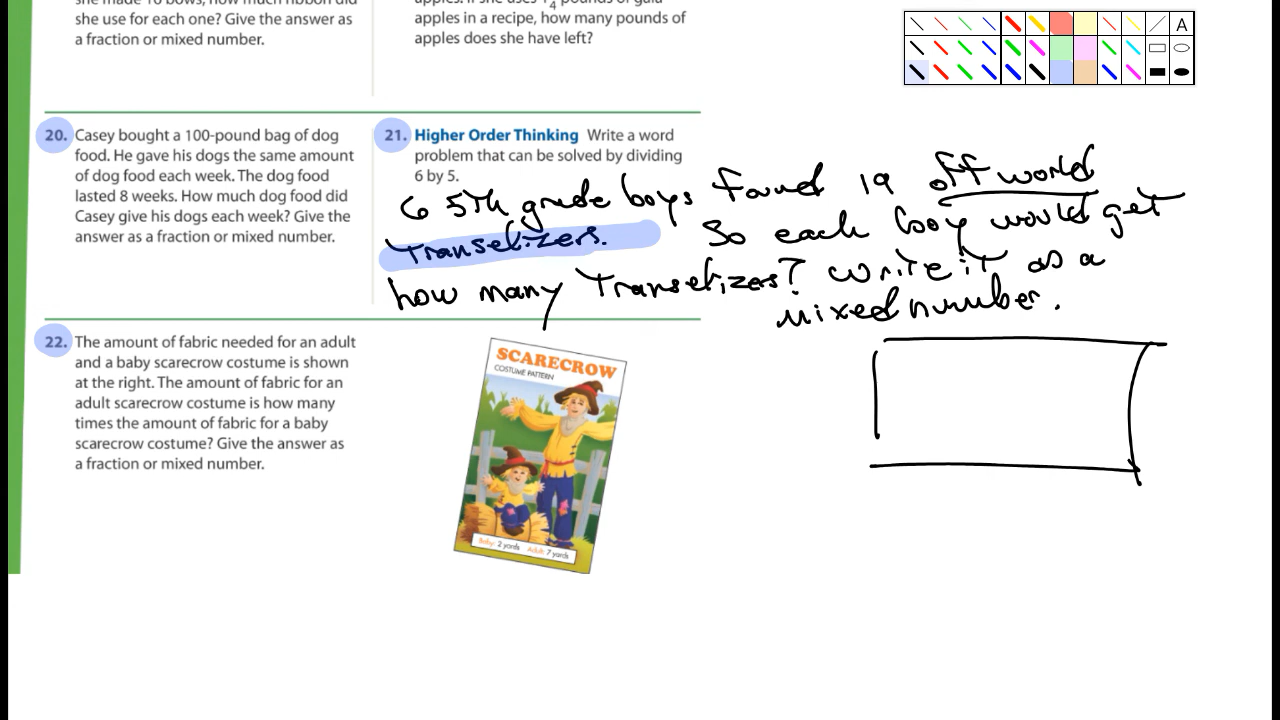 she made 16 bows, how much ribbon did
she use for each one? Give the answer as
a fraction or mixed number.
apples. If she uses 1 4 pounds of gala
apples in a recipe, how many pounds of
apples does she have left?
A
20. Casey bought a 100-pound bag of dog
food. He gave his dogs the same amount
of dog food each week. The dog food
lasted 8 weeks. How much dog food did
Casey give his dogs each week? Give the
answer as a fraction or mixed number.
21. Higher Order Thinking Write a word
problem that can be solved by dividing
6 by 5.
6 5th grade boys found 19 off world
Transelizers. So each boy would get
how many Transelizes? write it as a
mixed number.
22. The amount of fabric needed for an adult
and a baby scarecrow costume is shown
at the right. The amount of fabric for an
adult scarecrow costume is how many
times the amount of fabric for a baby
scarecrow costume? Give the answer as
a fraction or mixed number.
SCARECROW
COSTUME PATTERN
Baby: 2 yards Adult: 7 yards